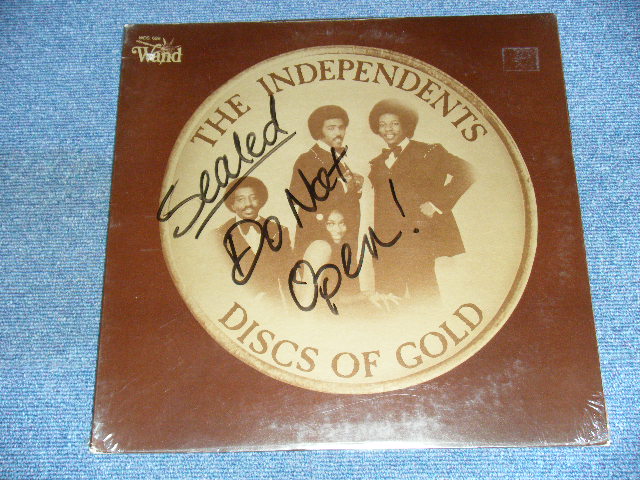 Wand
THE INDEPENDENTS
Sealed
Do Not
Open!
DISCS OF GOLD